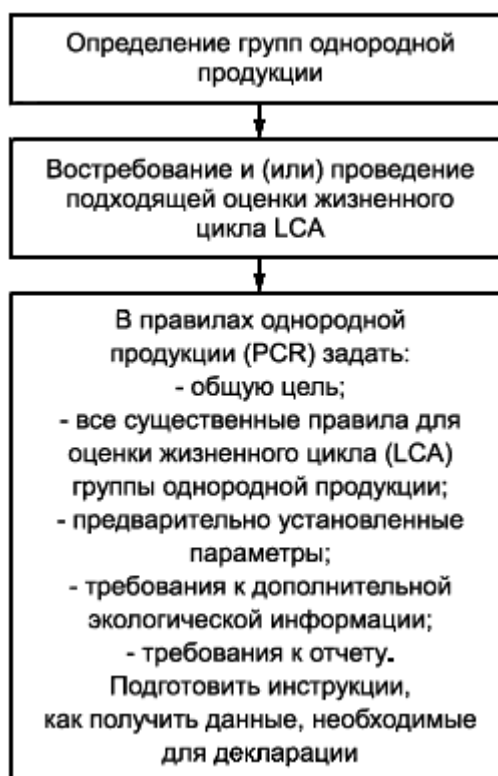 Определение групп однородной
продукции
Востребование и (или) проведение
подходящей оценки жизненного
цикла LCA
В правилах однородной
продукции (PCR) задать:
- общую цель;
- все существенные правила для
оценки жизненного цикла (LCA)
группы однородной продукции;
- предварительно установленные
параметры;
- требования к дополнительной
экологической информации;
- требования к отчету.
Подготовить инструкции,
как получить данные, необходимые
для декларации